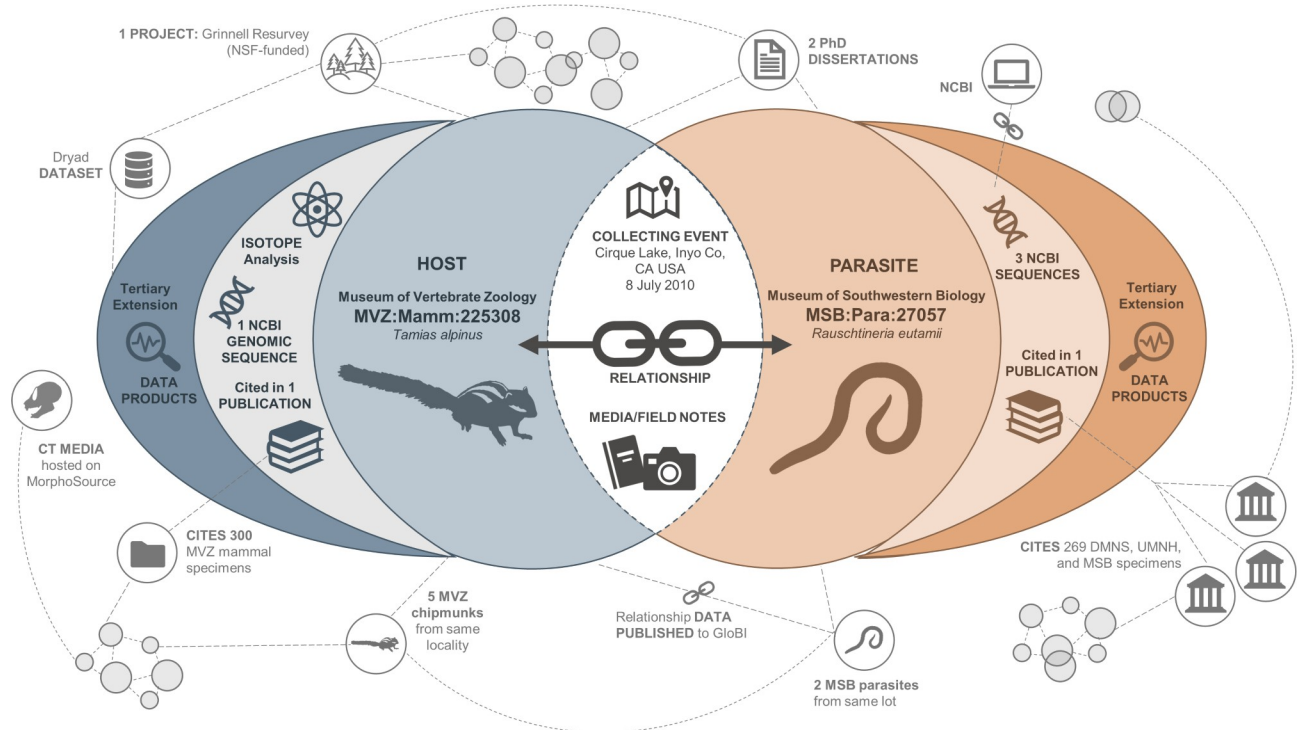 1 PROJECT: Grinnell Resurvey
(NSF-funded)
2 PhD
DISSERTATIONS
NCBI
Dryad
DATASET
ISOTOPE
Analysis
Tertiary
Extension
DATA
PRODUCTS
1 NCBI
GENOMIC
SEQUENCE
Cited in 1
PUBLICATION
HOST
Museum of Vertebrate Zoology
MVZ:Mamm:225308
Tamias alpinus
COLLECTING EVENT
Cirque Lake, Inyo Co,
CA USA
8 July 2010
RELATIONSHIP
MEDIA/FIELD NOTES
PARASITE
Museum of Southwestern Biology
MSB:Para:27057
Rauschtineria eutamii
3 NCBI
SEQUENCES
Cited in 1
PUBLICATION
Tertiary
Extension
DATA
PRODUCTS
CT MEDIA
hosted on
MorphoSource
CITES 300
MVZ mammal
specimens
5 MVZ
chipmunks
from same
locality
Relationship DATA
PUBLISHED to GloBI
2 MSB parasites
from same lot
CITES 269 DMNS, UMNH,
and MSB specimens